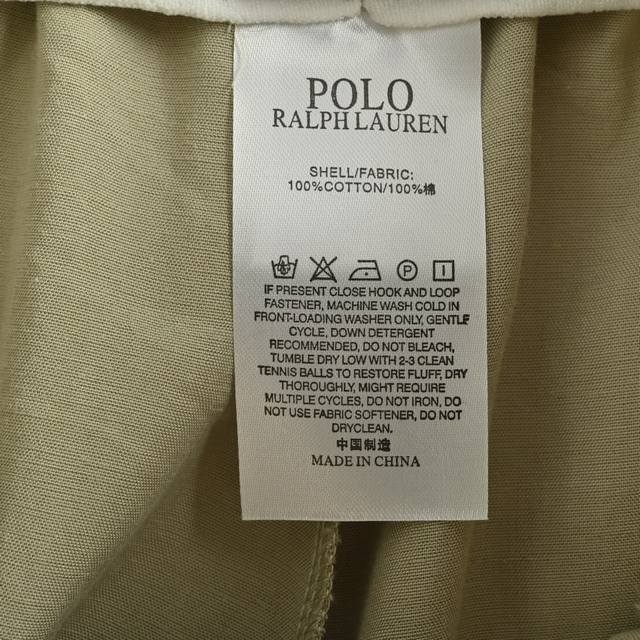 POLO
RALPH LAUREN
SHELL/FABRIC:
100%COTTON/100%棉
P
IF PRESENT CLOSE HOOK AND LOOP
FASTENER, MACHINE WASH COLD IN
FRONT-LOADING WASHER ONLY, GENTLE
CYCLE, DOWN DETERGENT
RECOMMENDED, DO NOT BLEACH,
TUMBLE DRY LOW WITH 2-3 CLEAN
TENNIS BALLS TO RESTORE FLUFF, DRY
THOROUGHLY, MIGHT REQUIRE
MULTIPLE CYCLES, DO NOT IRON, DO
NOT USE FABRIC SOFTENER, DO NOT
DRYCLEAN.
中国制造
MADE IN CHINA